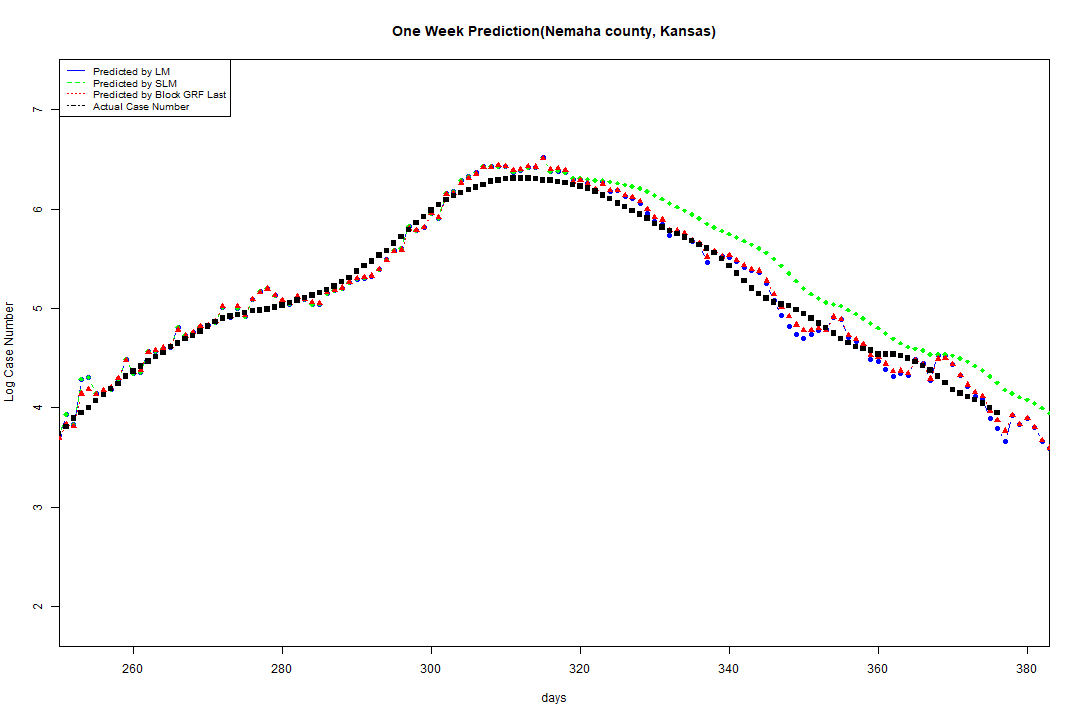 One Week Prediction(Nemaha county, Kansas)
Predicted by LM
Predicted by SLM
Predicted by Block GRF Last
Actual Case Number
7
6
5
4
3
2
Log Case Number
260 280 300 320 340 360 380
days